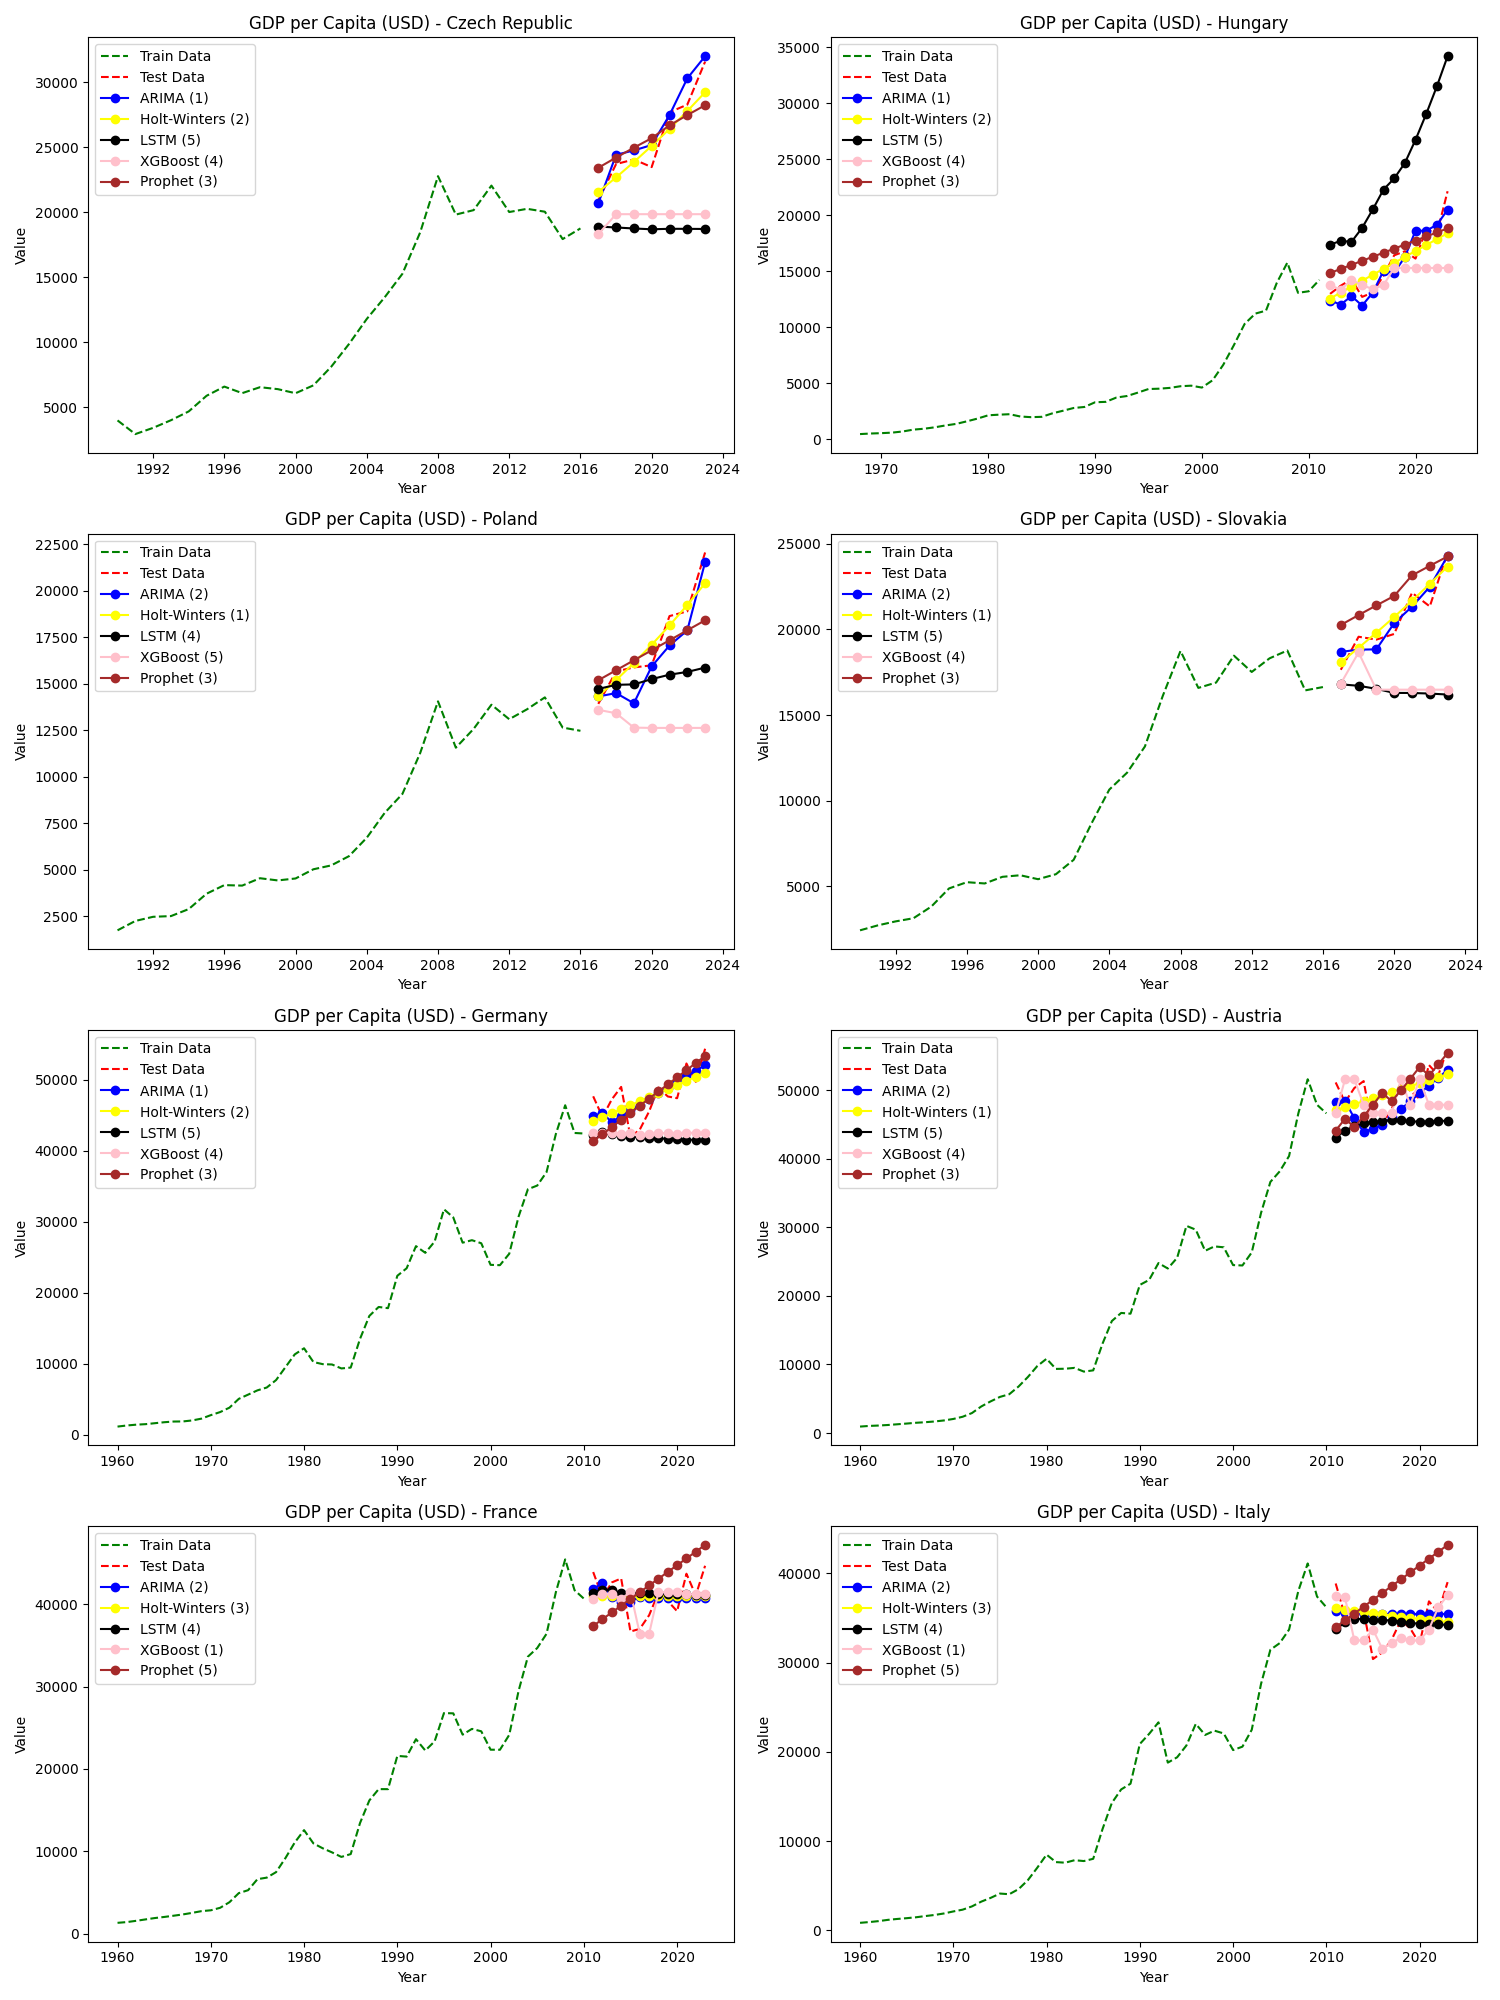 GDP per Capita (USD) - Czech Republic
Train Data
Test Data
ARIMA (1)
Holt-Winters (2)
LSTM (5)
XGBoost (4)
Prophet (3)
30000
25000
20000
15000
10000
5000
Value
1992 1996 2000 2004 2008 2012 2016 2020 2024
Year
GDP per Capita (USD) - Hungary
Train Data
Test Data
ARIMA (1)
Holt-Winters (2)
LSTM (5)
XGBoost (4)
Prophet (3)
35000
30000
25000
20000
15000
10000
5000
0
Value
1970 1980 1990 2000 2010 2020
Year
GDP per Capita (USD) - Poland
Train Data
Test Data
ARIMA (2)
Holt-Winters (1)
LSTM (4)
XGBoost (5)
Prophet (3)
22500
20000
17500
15000
12500
10000
7500
5000
2500
Value
1992 1996 2000 2004 2008 2012 2016 2020 2024
Year
GDP per Capita (USD) - Slovakia
Train Data
Test Data
ARIMA (2)
Holt-Winters (1)
LSTM (5)
XGBoost (4)
Prophet (3)
25000
20000
15000
10000
5000
Value
1992 1996 2000 2004 2008 2012 2016 2020 2024
Year
GDP per Capita (USD) - Germany
Train Data
Test Data
ARIMA (1)
Holt-Winters (2)
LSTM (5)
XGBoost (4)
Prophet (3)
50000
40000
30000
20000
10000
0
Value
1960 1970 1980 1990 2000 2010 2020
Year
GDP per Capita (USD) - Austria
Train Data
Test Data
ARIMA (2)
Holt-Winters (1)
LSTM (5)
XGBoost (4)
Prophet (3)
50000
40000
30000
20000
10000
0
Value
1960 1970 1980 1990 2000 2010 2020
Year
GDP per Capita (USD) - France
Train Data
Test Data
ARIMA (2)
Holt-Winters (3)
LSTM (4)
XGBoost (1)
Prophet (5)
40000
30000
20000
10000
0
Value
1960 1970 1980 1990 2000 2010 2020
Year
GDP per Capita (USD) - Italy
Train Data
Test Data
ARIMA (2)
Holt-Winters (3)
LSTM (4)
XGBoost (1)
Prophet (5)
40000
30000
20000
10000
0
Value
1960 1970 1980 1990 2000 2010 2020
Year